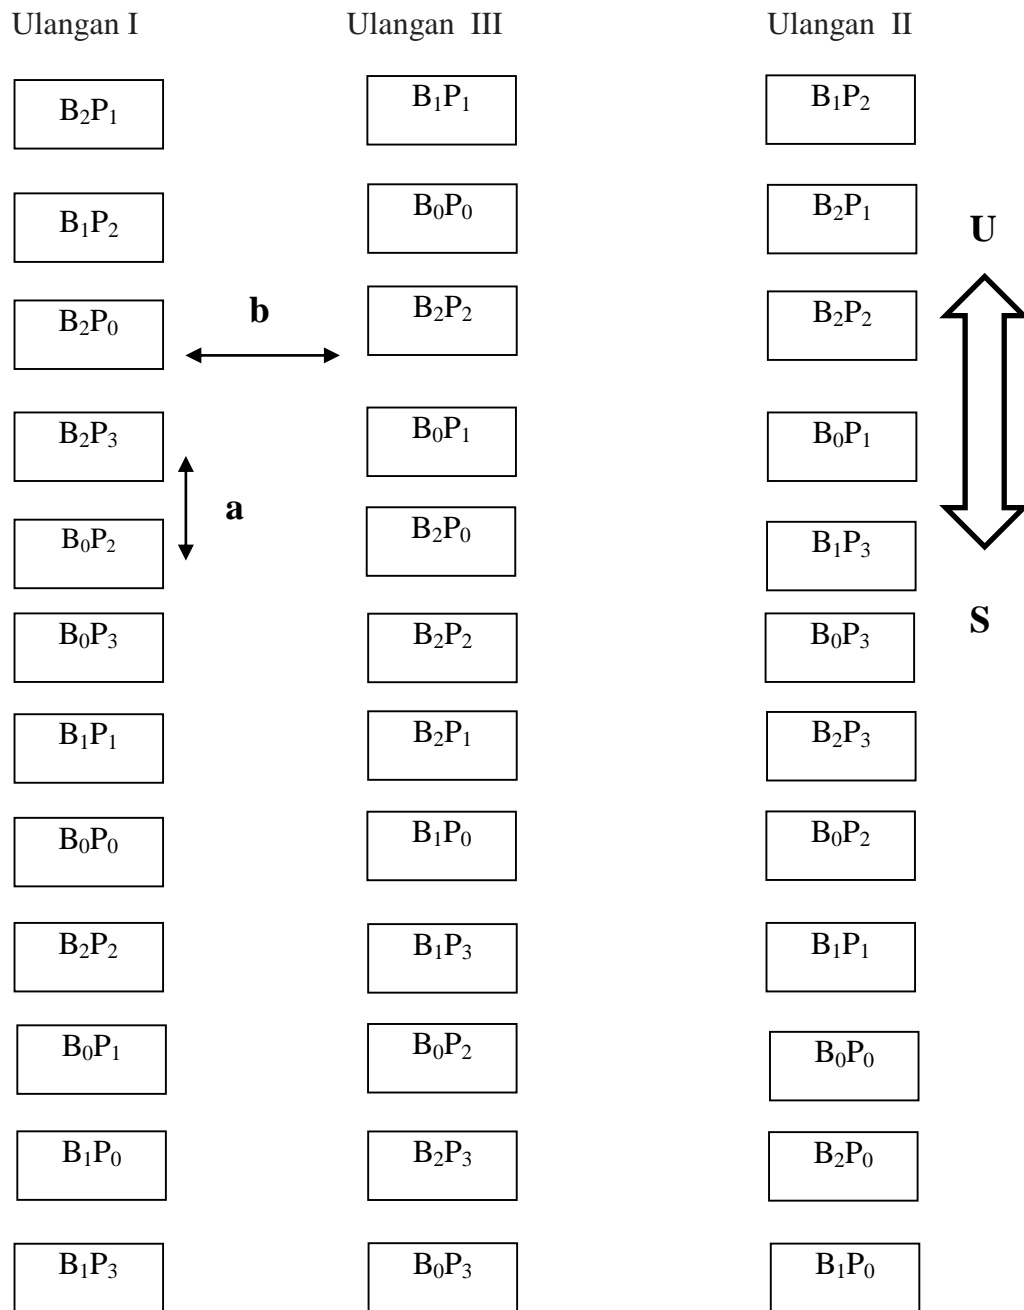 Ulangan I Ulangan III Ulangan II
B₂P₁ B₁P₁ B₁P₂
B₁P₂ B₀P₀ B₂P₁ U
B₂P₀ b B₂P₂ B₂P₂
B₂P₃ B₀P₁ B₀P₁
a
B₀P₂ B₂P₀ B₁P₃
B₀P₃ B₂P₂ B₀P₃ S
B₁P₁ B₂P₁ B₂P₃
B₀P₀ B₁P₀ B₀P₂
B₂P₂ B₁P₃ B₁P₁
B₀P₁ B₀P₂ B₀P₀
B₁P₀ B₂P₃ B₂P₀
B₁P₃ B₀P₃ B₁P₀